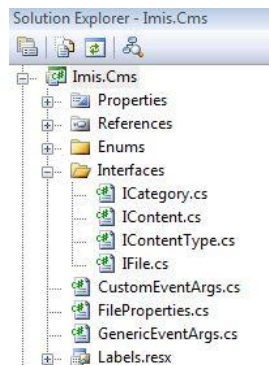 Solution Explorer - Imis.Cms
Imis.Cms
Properties
References
Enums
Interfaces
ICategory.cs
IContent.cs
IContentType.cs
IFile.cs
CustomEventArgs.cs
FileProperties.cs
GenericEventArgs.cs
Labels.resx